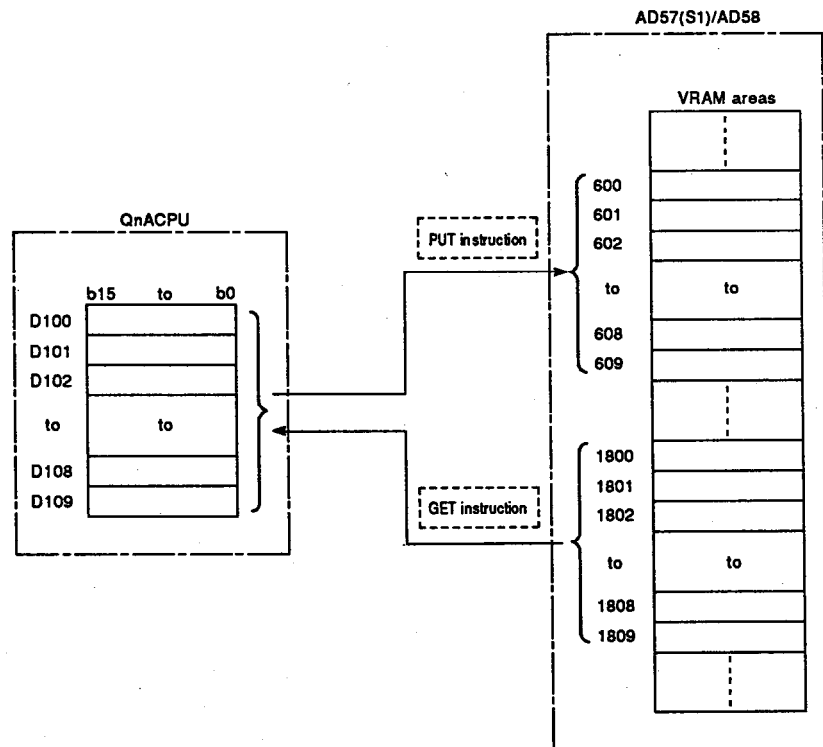 AD57(S1)/AD58
VRAM areas
600
601
602
to to
608
609
1800
1801
1802
to to
1808
1809
QnACPU
b15 to b0
D100
D101
D102
to to
D108
D109
PUT instruction
GET instruction